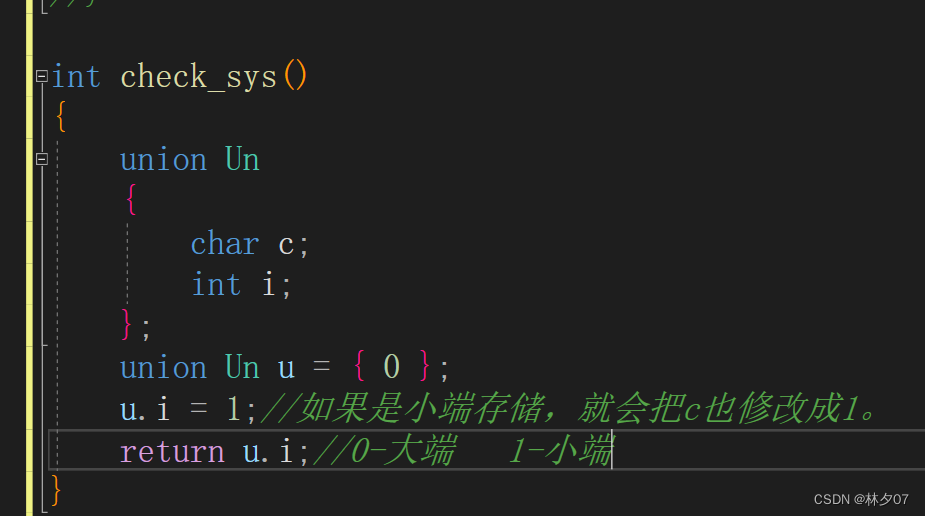 int check_sys()
{
union Un
{
char c;
int i;
};
union Un u = { 0 };
u.i = 1;//如果是小端存储，就会把c也修改成1。
return u.i;//0-大端 1-小端
}
CSDN @林夕07